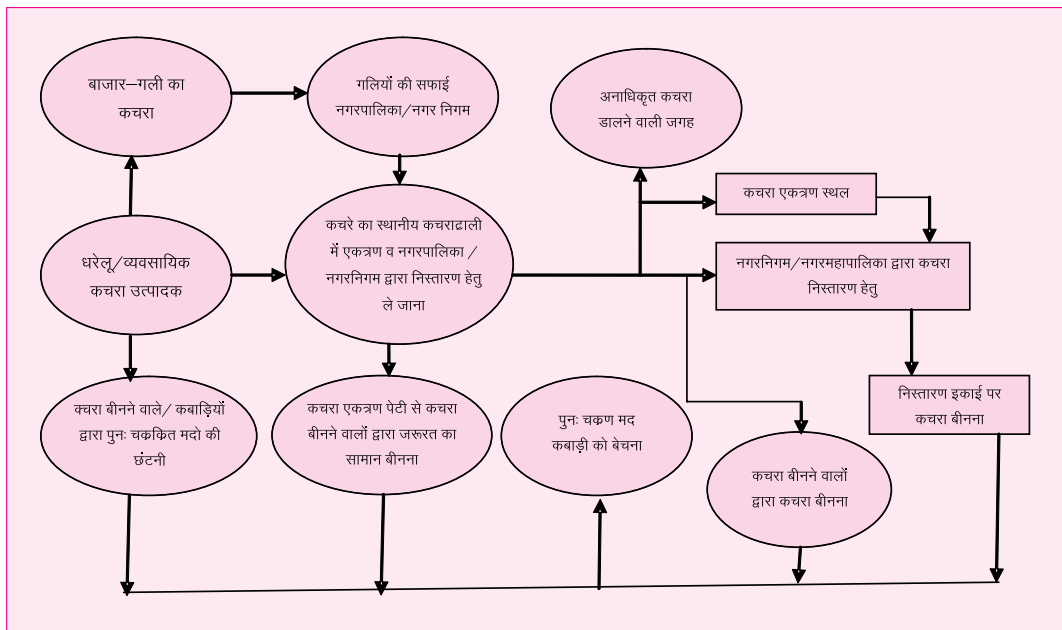 बाजार–गली का
कचरा
गलियों की सफाई
नगरपालिका/नगर निगम
अनाधिकृत कचरा
डालने वाली जगह
कचरा एकत्रण स्थल
धरेलू/व्यवसायिक
कचरा उत्पादक
कचरे का स्थानीय कचराढाली
में एकत्रण व नगरपालिका /
नगरनिगम द्वारा निस्तारण हेतु
ले जाना
नगरनिगम/नगरमहापालिका द्वारा कचरा
निस्तारण हेतु
निस्तारण इकाई पर
कचरा बीनना
क्चरा बीनने वाले/ कबाड़ियों
द्वारा पुनः चक्रकित मदो की
छंटनी
कचरा एकत्रण पेटी से कचरा
बीनने वालों द्वारा जरूरत का
सामान बीनना
पुनः चक्रण मद
कबाड़ी को बेचना
कचरा बीनने वालों
द्वारा कचरा बीनना